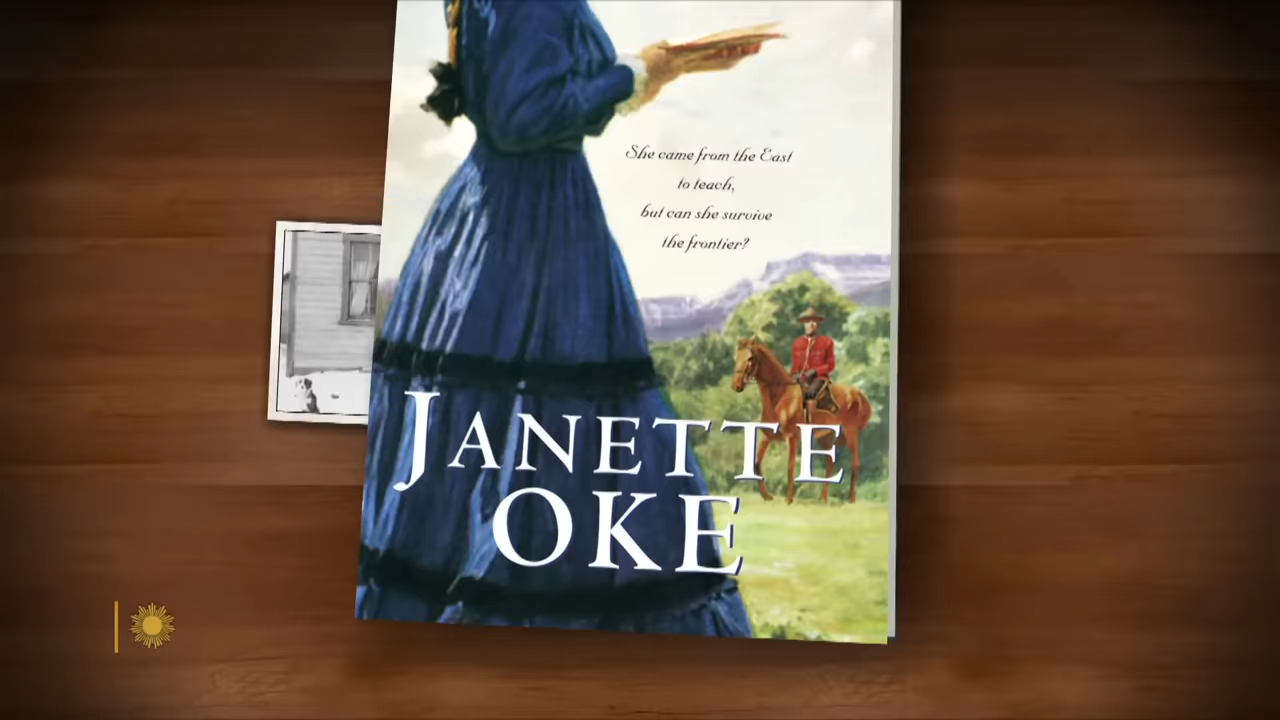 She came from the East
to teach,
but can she survive
the frontier?
JANETTE
OKE